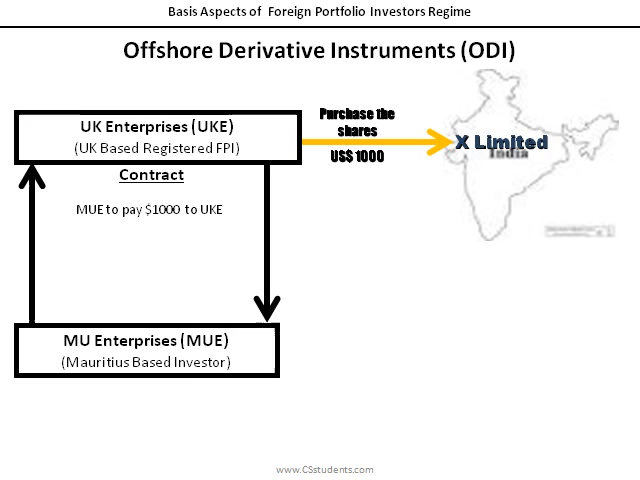 Basis Aspects of Foreign Portfolio Investors Regime
Offshore Derivative Instruments (ODI)
UK Enterprises (UKE)
(UK Based Registered FPI)
Purchase the
shares
US$ 1000
X Limited
India
Contract
MUE to pay $1000 to UKE
MU Enterprises (MUE)
(Mauritius Based Investor)
www.CSstudents.com